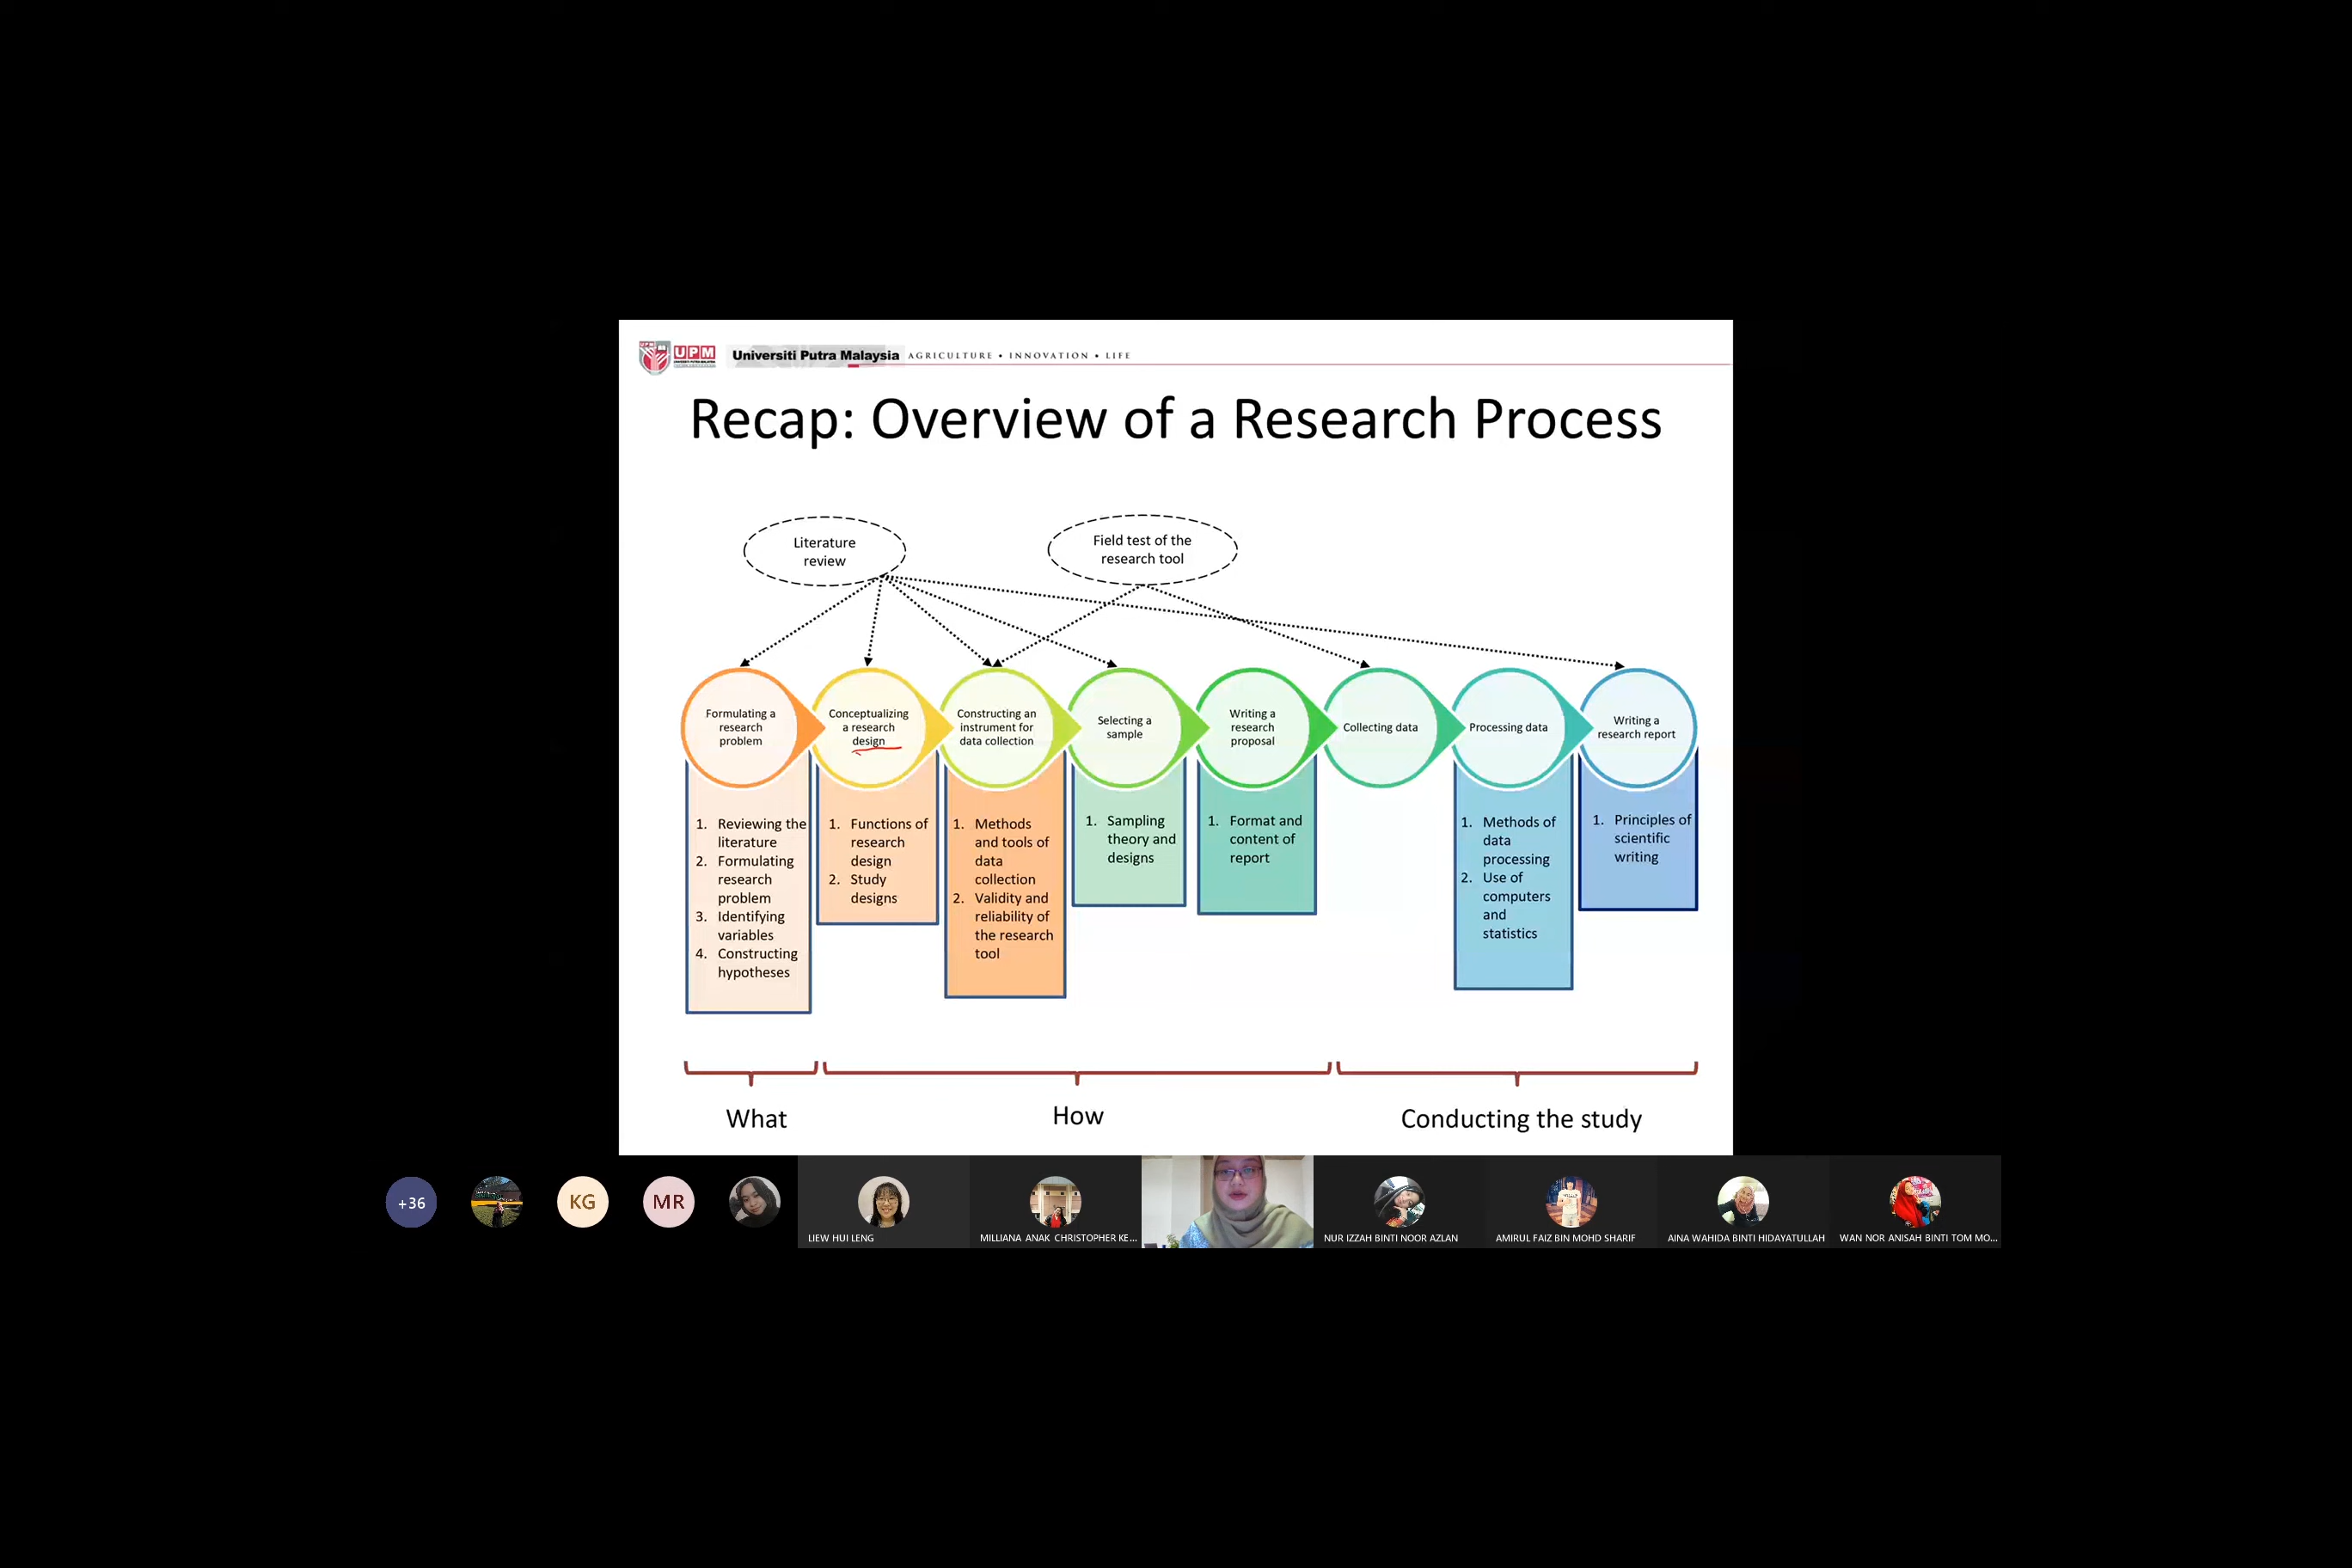 UPM
Universiti Putra Malaysia AGRICULTURE • INNOVATION • LIFE
Recap: Overview of a Research Process
Literature
review
Field test of the
research tool
Formulating a
research
problem
Conceptualizing
a research
design
Constructing an
instrument for
data collection
Selecting a
sample
Writing a
research
proposal
Collecting data
Processing data
Writing a
research report
1. Reviewing the
literature
2. Formulating
research
problem
3. Identifying
variables
4. Constructing
hypotheses
1. Functions of
research
design
2. Study
designs
1. Methods
and tools of
data
collection
2. Validity and
reliability of
the research
tool
1. Sampling
theory and
designs
1. Format and
content of
report
1. Methods of
data
processing
2. Use of
computers
and
statistics
1. Principles of
scientific
writing
What
How
Conducting the study
+36
KG
MR
LIEW HUI LENG
MILLIANA ANAK CHRISTOPHER KE...
NUR IZZAH BINTI NOOR AZLAN
AMIRUL FAIZ BIN MOHD SHARIF
AINA WAHIDA BINTI HIDAYATULLAH
WAN NOR ANISAH BINTI TOM MO...